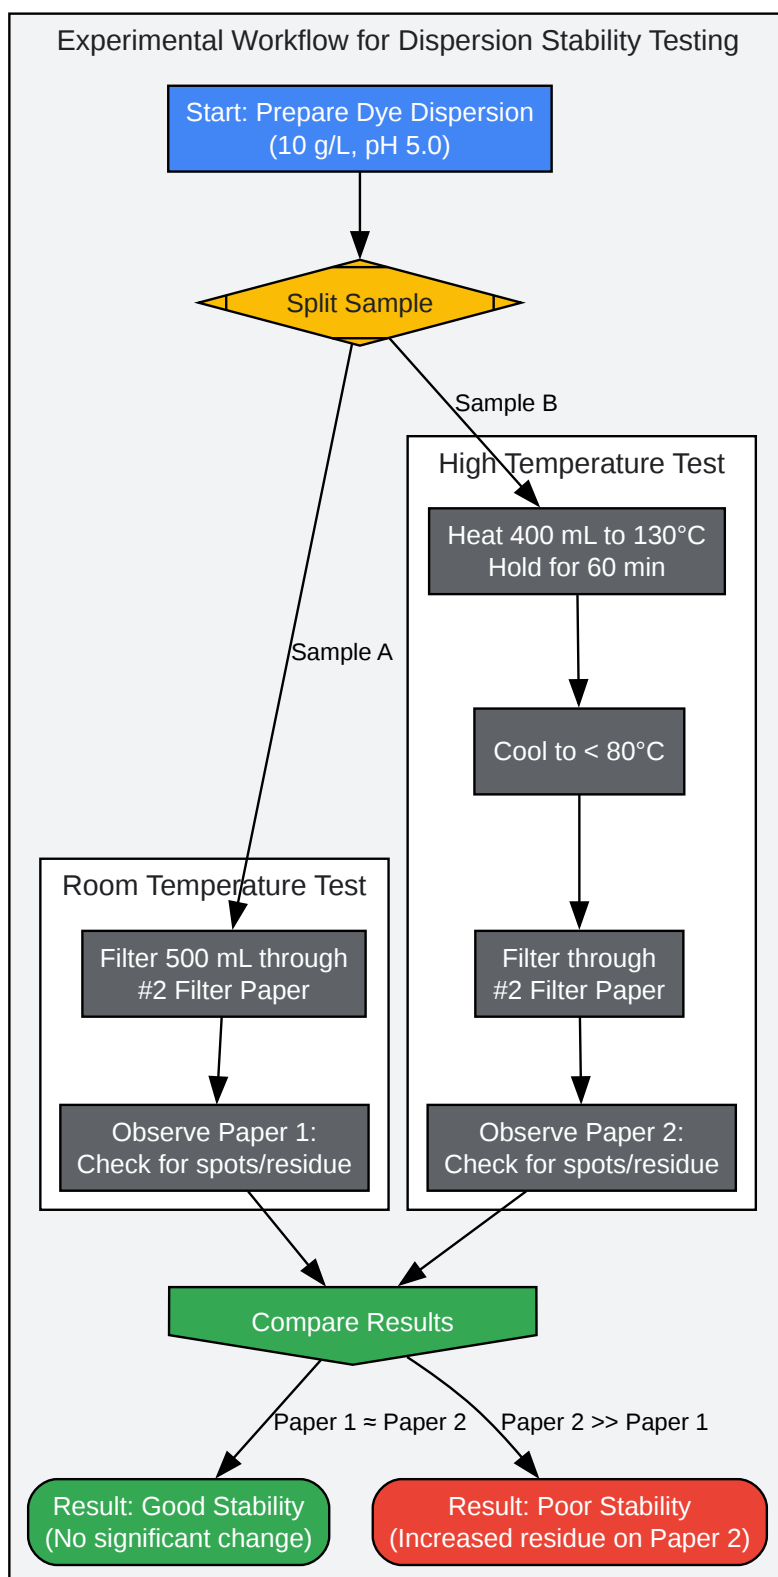 Experimental Workflow for Dispersion Stability Testing
Start: Prepare Dye Dispersion
(10 g/L, pH 5.0)
Split Sample
Sample B
High Temperature Test
Heat 400 mL to 130°C
Hold for 60 min
Sample A
Cool to < 80°C
Room Temperature Test
Filter 500 mL through
#2 Filter Paper
Filter through
#2 Filter Paper
Observe Paper 1:
Check for spots/residue
Observe Paper 2:
Check for spots/residue
Compare Results
Paper 1 ≈ Paper 2
Paper 2 >> Paper 1
Result: Good Stability
(No significant change)
Result: Poor Stability
(Increased residue on Paper 2)